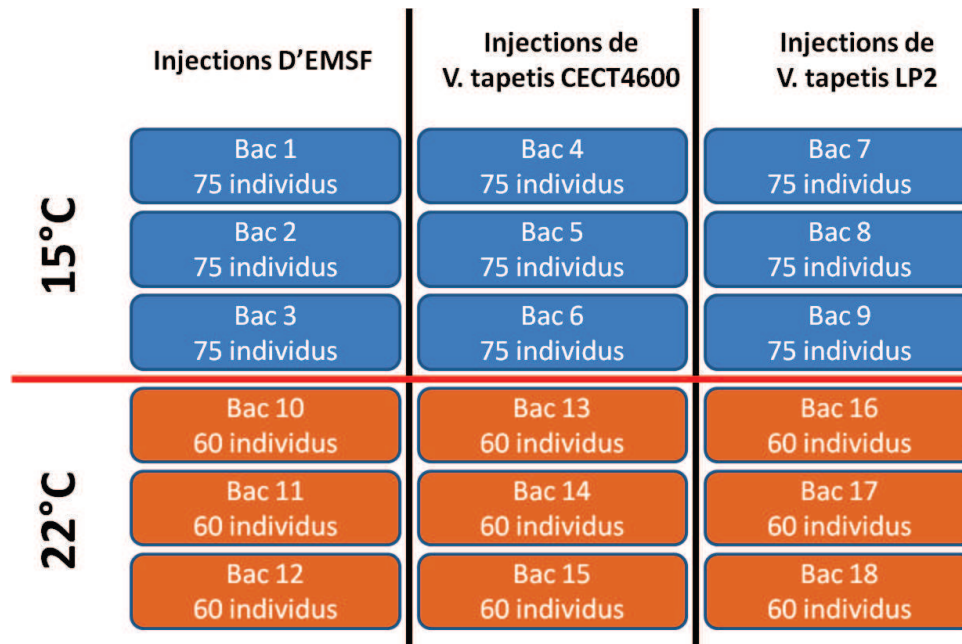 Injections D'EMSF
Injections de
V. tapetis CECT4600
Injections de
V. tapetis LP2
15°C
Bac 1
75 individus
Bac 4
75 individus
Bac 7
75 individus
Bac 2
75 individus
Bac 5
75 individus
Bac 8
75 individus
Bac 3
75 individus
Bac 6
75 individus
Bac 9
75 individus
22°C
Bac 10
60 individus
Bac 13
60 individus
Bac 16
60 individus
Bac 11
60 individus
Bac 14
60 individus
Bac 17
60 individus
Bac 12
60 individus
Bac 15
60 individus
Bac 18
60 individus